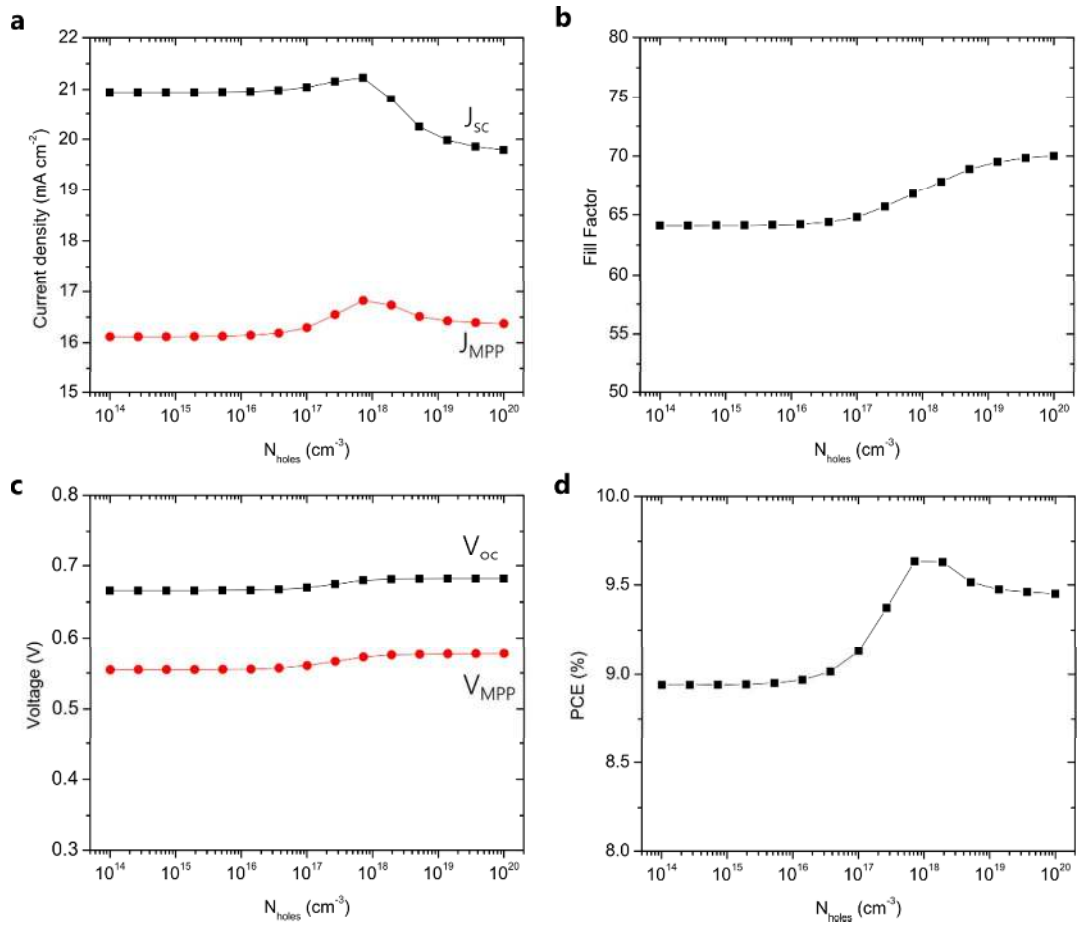 a
22
21
20
19
18
17
16
15
Current density (mA cm⁻²)
J_SC
J_MPP
10¹⁴ 10¹⁵ 10¹⁶ 10¹⁷ 10¹⁸ 10¹⁹ 10²⁰
N_holes (cm⁻³)
b
80
75
70
65
60
55
50
Fill Factor
10¹⁴ 10¹⁵ 10¹⁶ 10¹⁷ 10¹⁸ 10¹⁹ 10²⁰
N_holes (cm⁻³)
c
0.8
0.7
0.6
0.5
0.4
0.3
Voltage (V)
V_oc
V_MPP
10¹⁴ 10¹⁵ 10¹⁶ 10¹⁷ 10¹⁸ 10¹⁹ 10²⁰
N_holes (cm⁻³)
d
10.0
9.5
9.0
8.5
8.0
PCE (%)
10¹⁴ 10¹⁵ 10¹⁶ 10¹⁷ 10¹⁸ 10¹⁹ 10²⁰
N_holes (cm⁻³)